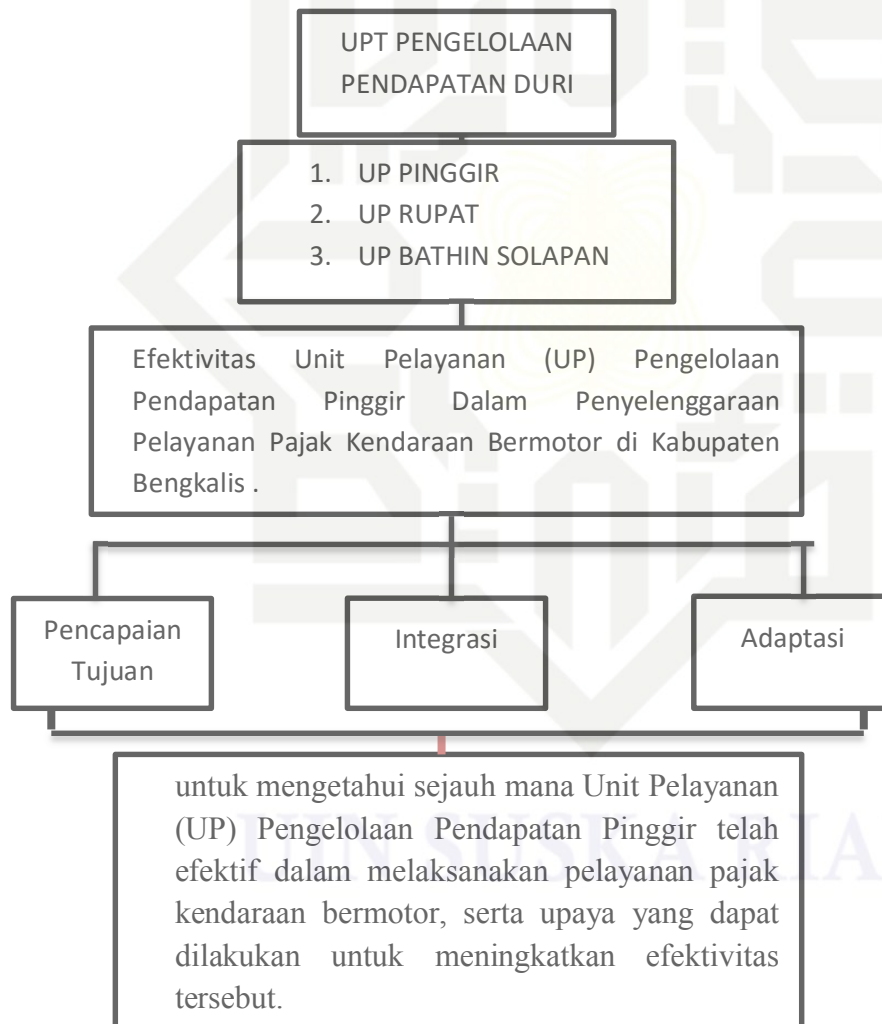 UPT PENGELOLAAN
PENDAPATAN DURI
1. UP PINGGIR
2. UP RUPAT
3. UP BATHIN SOLAPAN
Efektivitas Unit Pelayanan (UP) Pengelolaan
Pendapatan Pinggir Dalam Penyelenggaraan
Pelayanan Pajak Kendaraan Bermotor di Kabupaten
Bengkalis .
Pencapaian
Tujuan
Integrasi
Adaptasi
untuk mengetahui sejauh mana Unit Pelayanan
(UP) Pengelolaan Pendapatan Pinggir telah
efektif dalam melaksanakan pelayanan pajak
kendaraan bermotor, serta upaya yang dapat
dilakukan untuk meningkatkan efektivitas
tersebut.
UIN SUSKA RIA